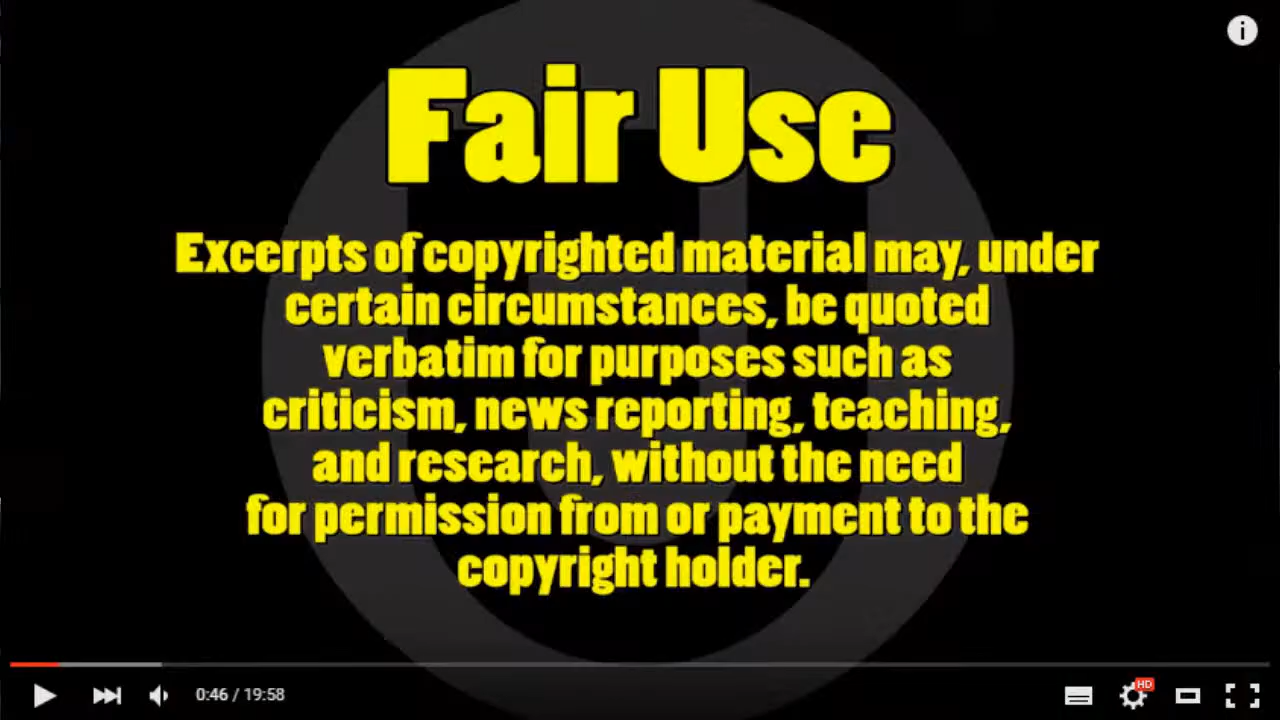 i
Fair Use
Excerpts of copyrighted material may, under
certain circumstances, be quoted
verbatim for purposes such as
criticism, news reporting, teaching,
and research, without the need
for permission from or payment to the
copyright holder.
0:46 / 19:58
HD